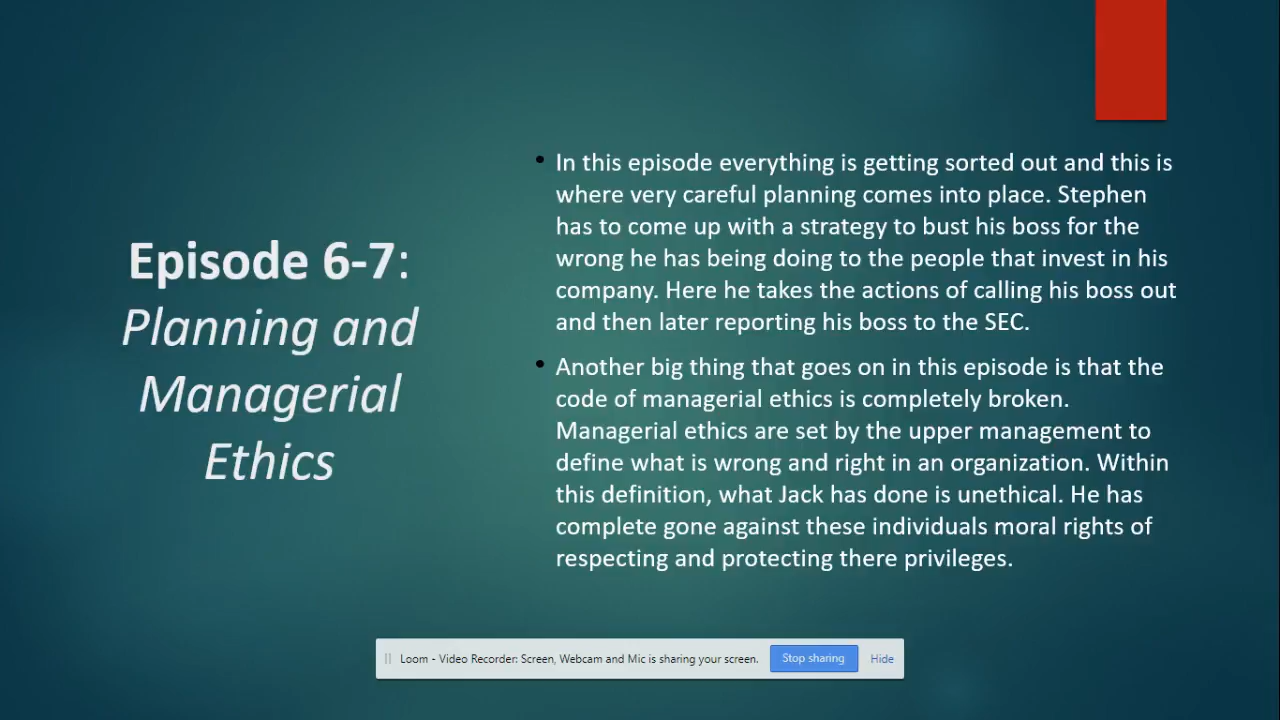 Episode 6-7:
Planning and
Managerial
Ethics
• In this episode everything is getting sorted out and this is
where very careful planning comes into place. Stephen
has to come up with a strategy to bust his boss for the
wrong he has being doing to the people that invest in his
company. Here he takes the actions of calling his boss out
and then later reporting his boss to the SEC.
• Another big thing that goes on in this episode is that the
code of managerial ethics is completely broken.
Managerial ethics are set by the upper management to
define what is wrong and right in an organization. Within
this definition, what Jack has done is unethical. He has
complete gone against these individuals moral rights of
respecting and protecting there privileges.
Loom - Video Recorder: Screen, Webcam and Mic is sharing your screen. Stop sharing Hide